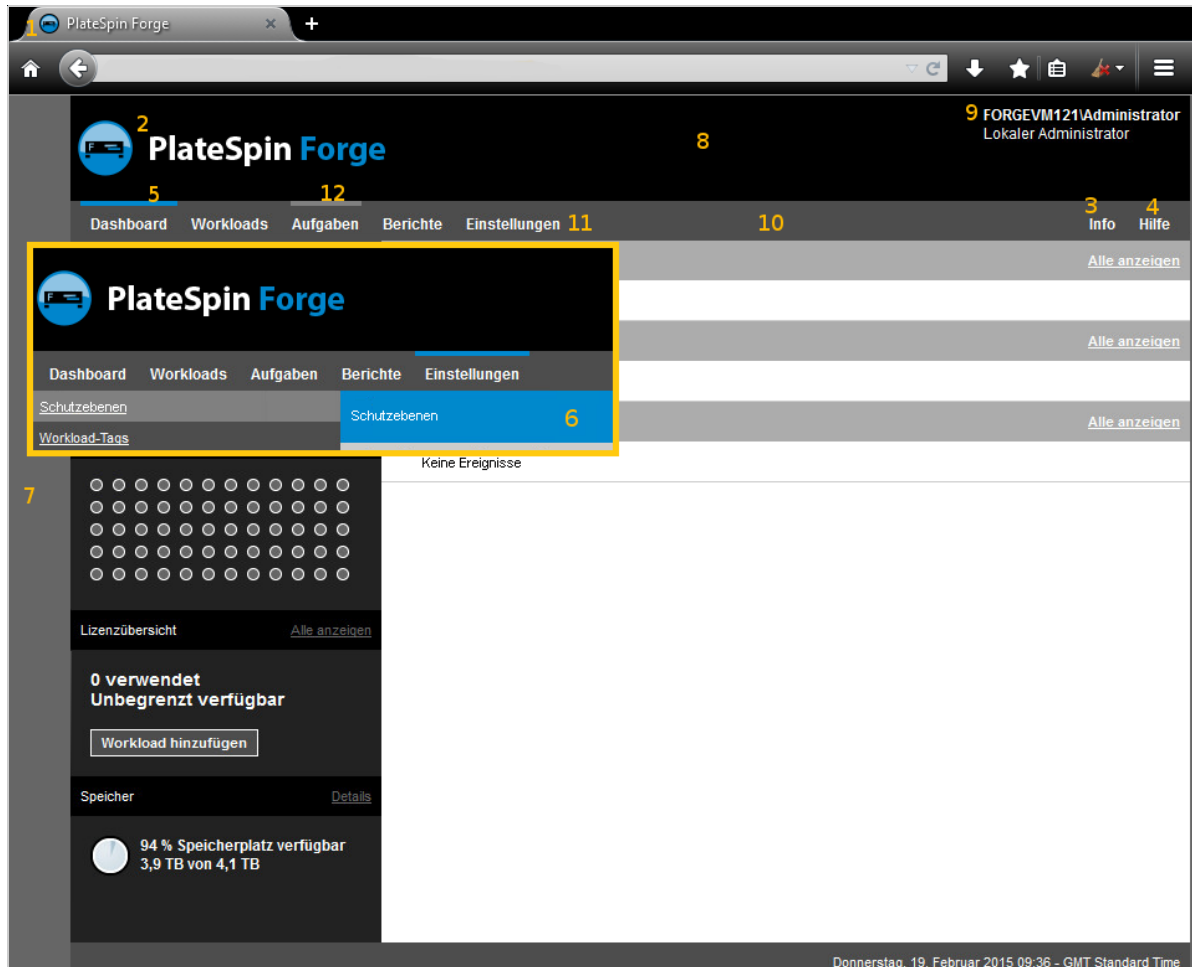 1 PlateSpin Forge
2
PlateSpin Forge
8
9 FORGEVM121\Administrator
Lokaler Administrator
5
12
3
4
Dashboard Workloads Aufgaben Berichte Einstellungen 11
10
Info Hilfe
Alle anzeigen
PlateSpin Forge
Alle anzeigen
Dashboard Workloads Aufgaben Berichte Einstellungen
Schutzebenen
Schutzebenen 6
Alle anzeigen
Workload-Tags
Keine Ereignisse
7
Lizenzübersicht Alle anzeigen
0 verwendet
Unbegrenzt verfügbar
Workload hinzufügen
Speicher Details
94 % Speicherplatz verfügbar
3,9 TB von 4,1 TB
Donnerstag, 19. Februar 2015 09:36 - GMT Standard Time